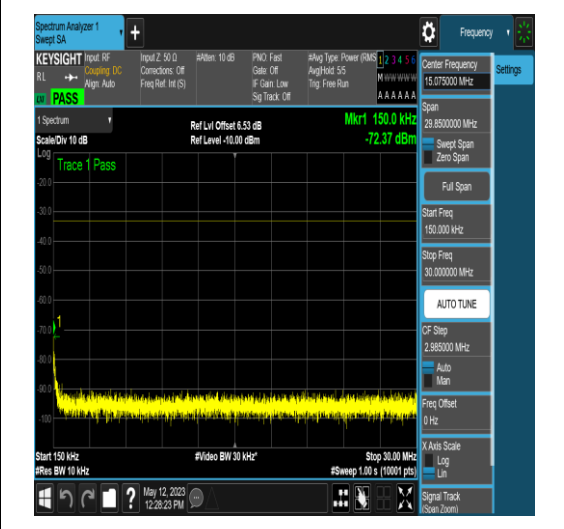 Spectrum Analyzer 1
Swept SA
Frequency
KEYSIGHT
RL
PASS
Input: RF
Coupling: DC
Align: Auto
Input Z: 50 Ω
Corrections: Off
Freq Ref: Int (S)
#Atten: 10 dB
PNO: Fast
Gate: Off
IF Gain: Low
Sig Track: Off
#Avg Type: Power (RMS
Avg|Hold: 5/5
Trig: Free Run
1 2 3 4 5 6
M w w w w w
A A A A A A
1 Spectrum
Scale/Div 10 dB
Ref Lvl Offset 6.53 dB
Ref Level -10.00 dBm
Mkr1 150.0 kHz
-72.37 dBm
Log
Trace 1 Pass
-20.0
-30.0
-40.0
-50.0
-60.0
-70.0
-80.0
-90.0
-100
1
Start 150 kHz
#Res BW 10 kHz
#Video BW 30 kHz*
Stop 30.00 MHz
#Sweep 1.00 s (10001 pts)
May 12, 2023
12:28:23 PM
Center Frequency
15.075000 MHz
Settings
Span
29.8500000 MHz
Swept Span
Zero Span
Full Span
Start Freq
150.000 kHz
Stop Freq
30.000000 MHz
AUTO TUNE
CF Step
2.985000 MHz
Auto
Man
Freq Offset
0 Hz
X Axis Scale
Log
Lin
Signal Track
(Span Zoom)